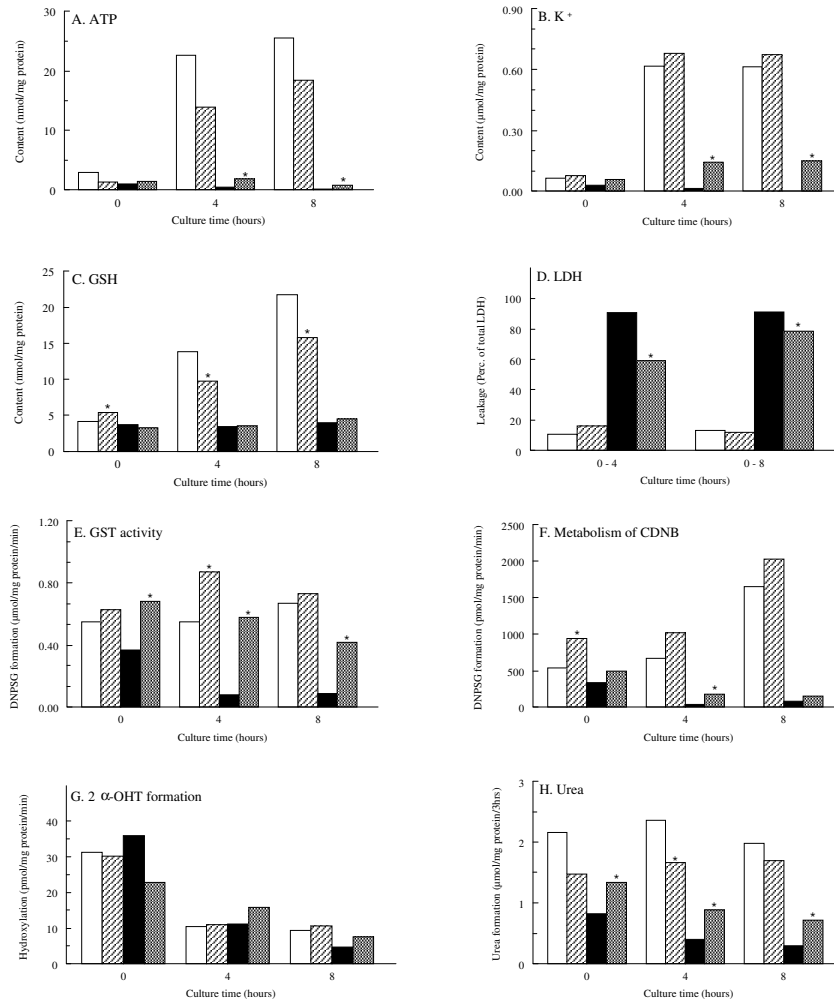 A. ATP
Content (nmol/mg protein)
30
20
10
0
*
*
0 4 8
Culture time (hours)
B. K +
Content (μmol/mg protein)
0.90
0.60
0.30
0.00
*
*
0 4 8
Culture time (hours)
C. GSH
Content (nmol/mg protein)
25
20
15
10
5
0
*
*
*
0 4 8
Culture time (hours)
D. LDH
Leakage (Perc. of total LDH)
100
80
60
40
20
0
*
*
0 - 4 0 - 8
Culture time (hours)
E. GST activity
DNPSG formation (μmol/mg protein/min)
1.20
0.80
0.40
0.00
*
*
*
*
0 4 8
Culture time (hours)
F. Metabolism of CDNB
DNPSG formation (pmol/mg protein/min)
2500
2000
1500
1000
500
0
*
*
0 4 8
Culture time (hours)
G. 2 α-OHT formation
Hydroxylation (pmol/mg protein/min)
40
30
20
10
0
0 4 8
Culture time (hours)
H. Urea
Urea formation (μmol/mg protein/3hrs)
3
2
1
0
*
*
*
*
0 4 8
Culture time (hours)